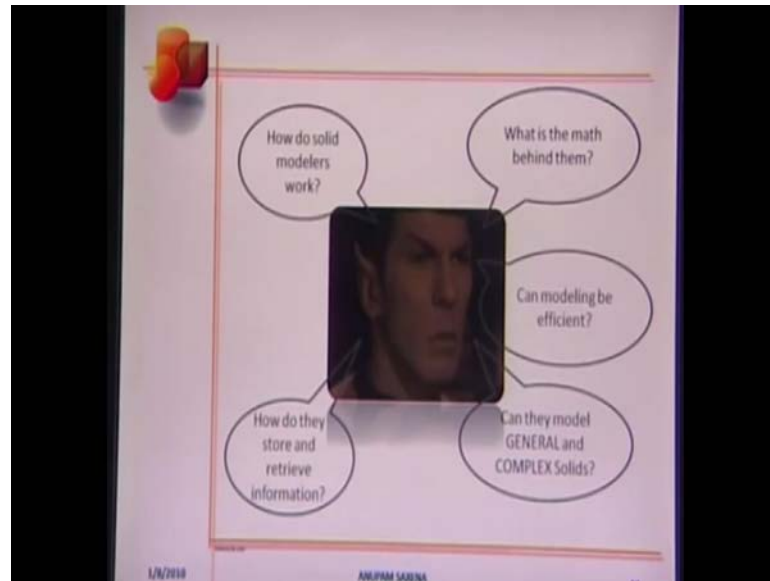 How do solid
modelers
work?
What is the math
behind them?
Can modeling be
efficient?
How do they
store and
retrieve
information?
Can they model
GENERAL and
COMPLEX Solids?
1/8/2010
ANUPAM SAXENA